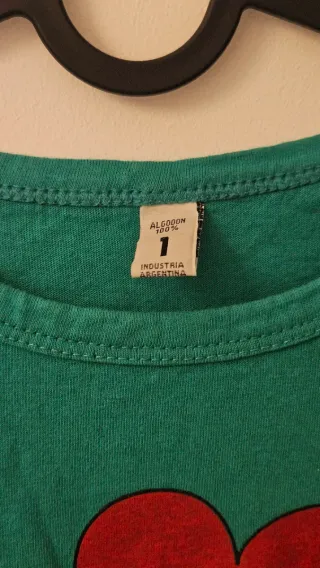 ALGODON
100%
1
INDUSTRIA
ARGENTINA